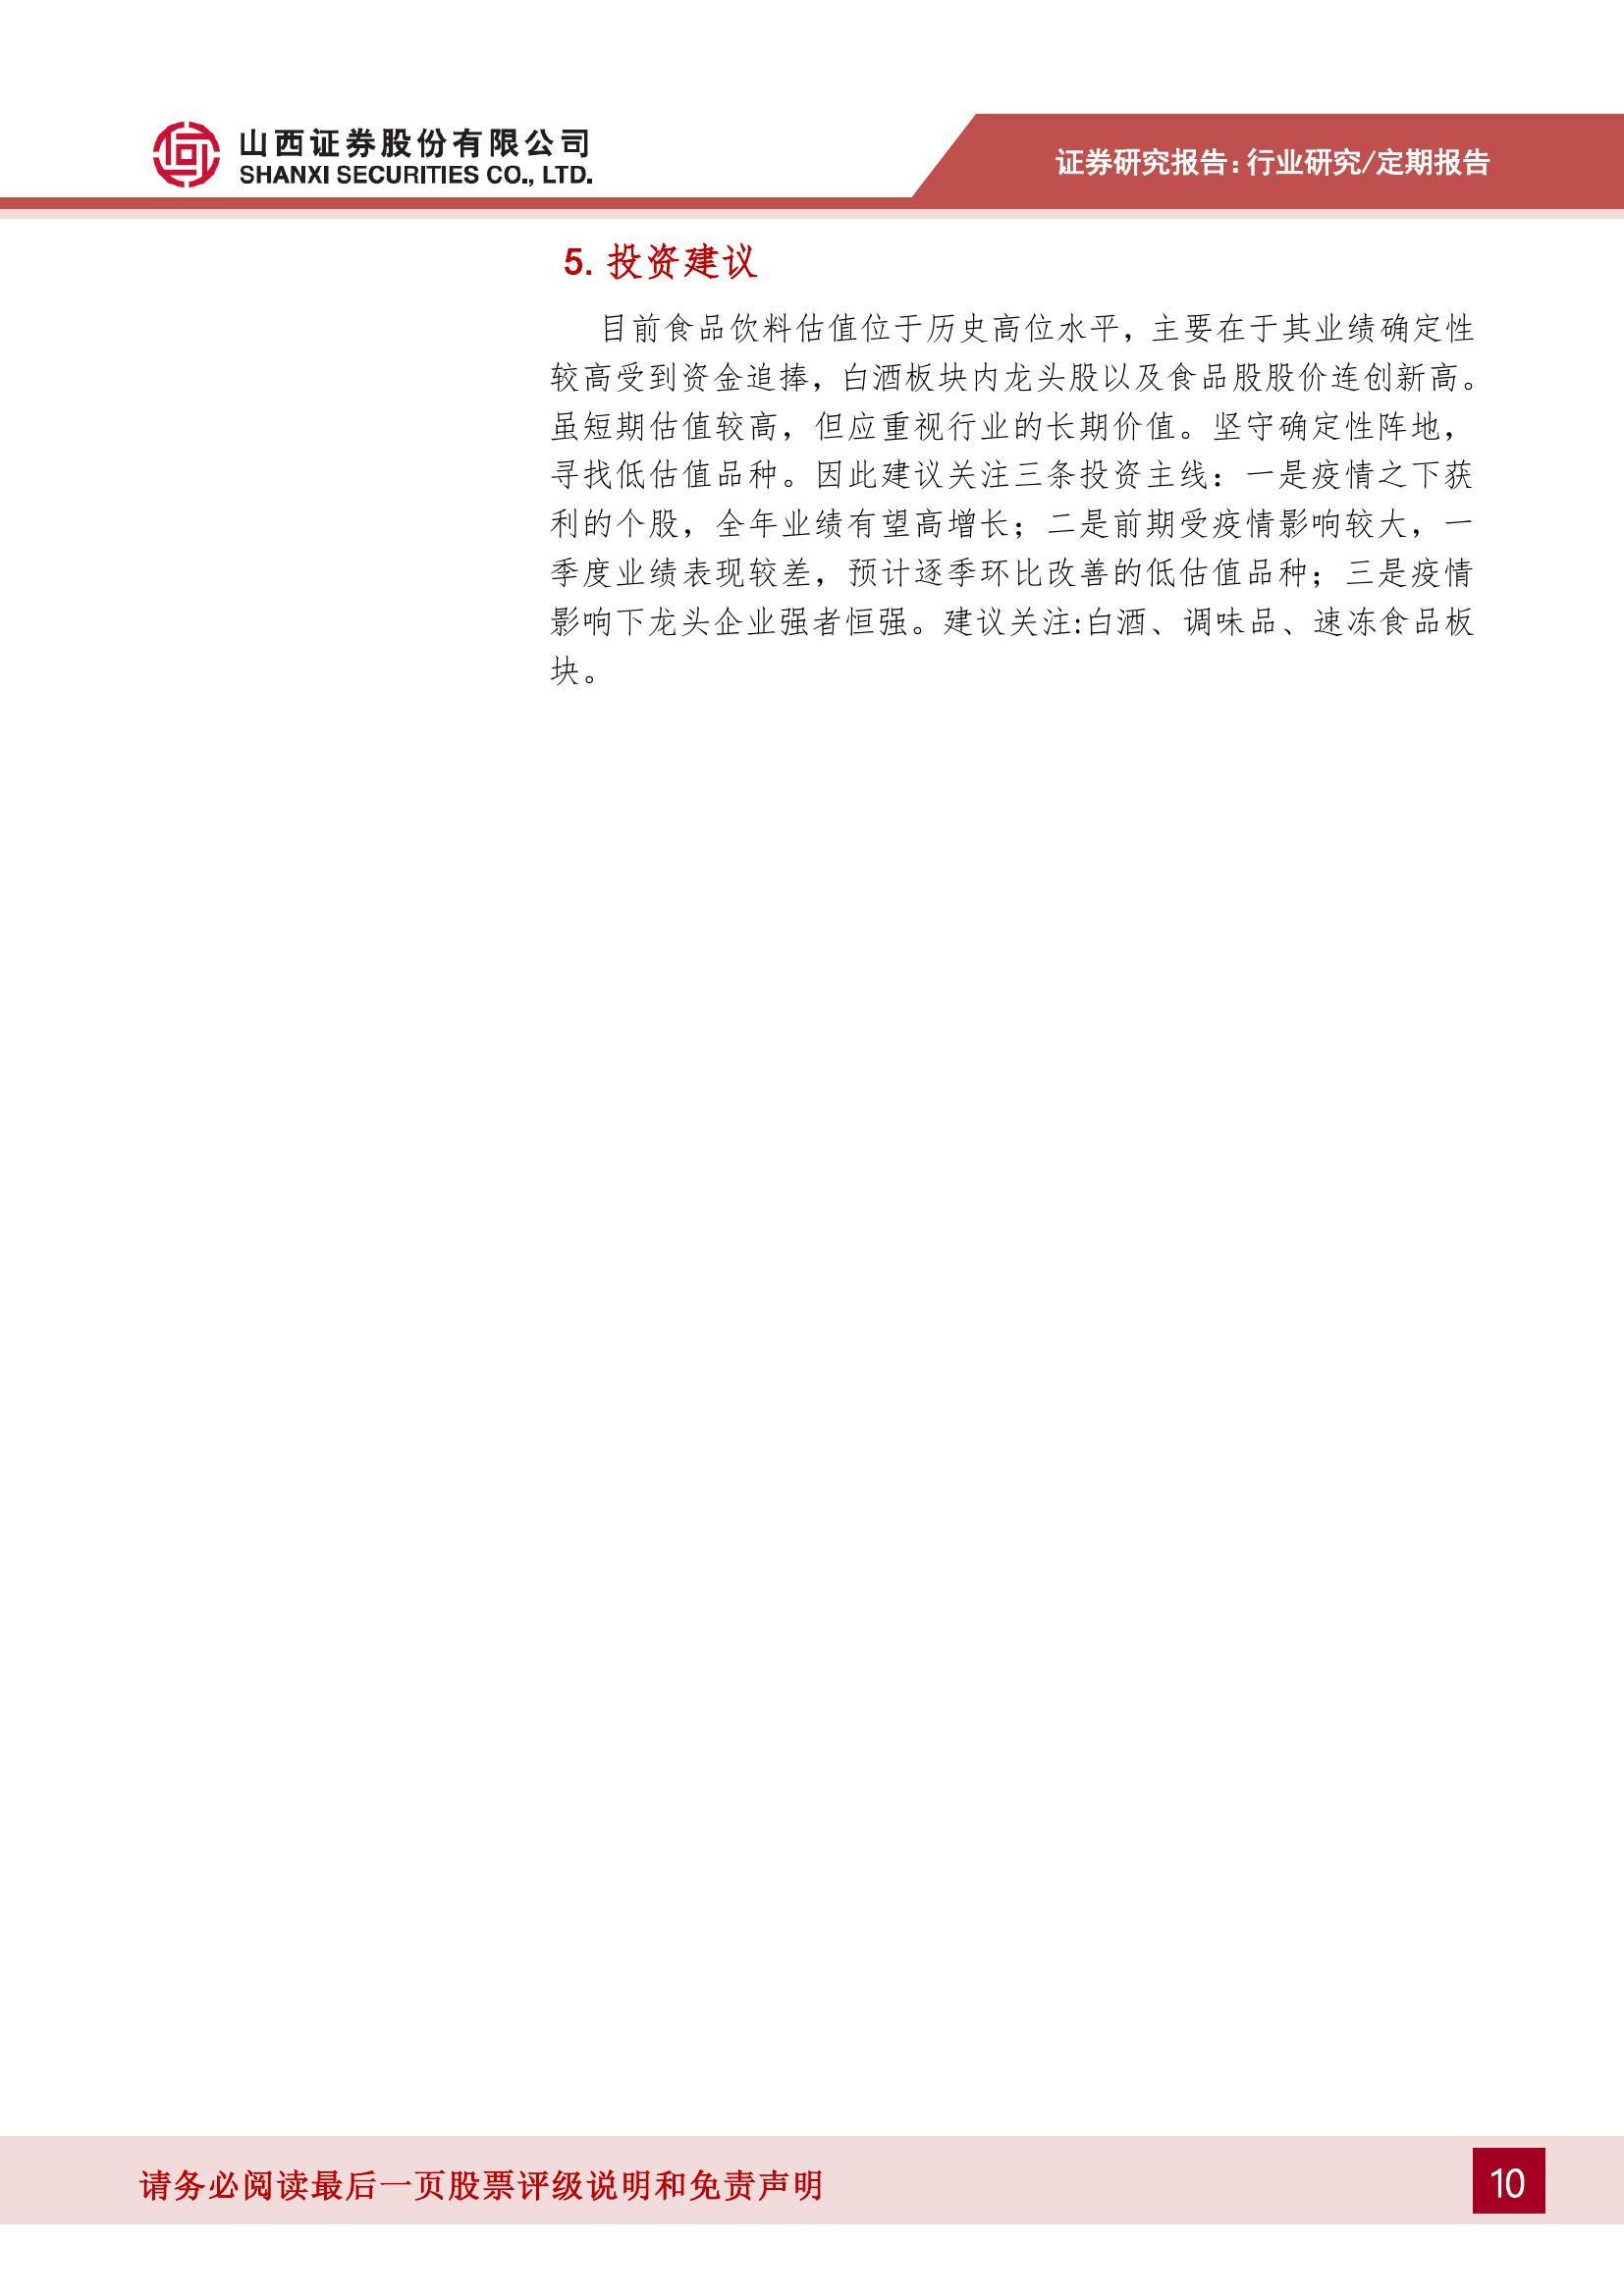 山西证券股份有限公司
SHANXI SECURITIES CO., LTD.
证券研究报告:行业研究/定期报告
5. 投资建议
目前食品饮料估值位于历史高位水平，主要在于其业绩确定性
较高受到资金追捧，白酒板块内龙头股以及食品股股价连创新高。
虽短期估值较高，但应重视行业的长期价值。坚守确定性阵地，
寻找低估值品种。因此建议关注三条投资主线：一是疫情之下获
利的个股，全年业绩有望高增长；二是前期受疫情影响较大，一
季度业绩表现较差，预计逐季环比改善的低估值品种；三是疫情
影响下龙头企业强者恒强。建议关注:白酒、调味品、速冻食品板
块。
请务必阅读最后一页股票评级说明和免责声明
10